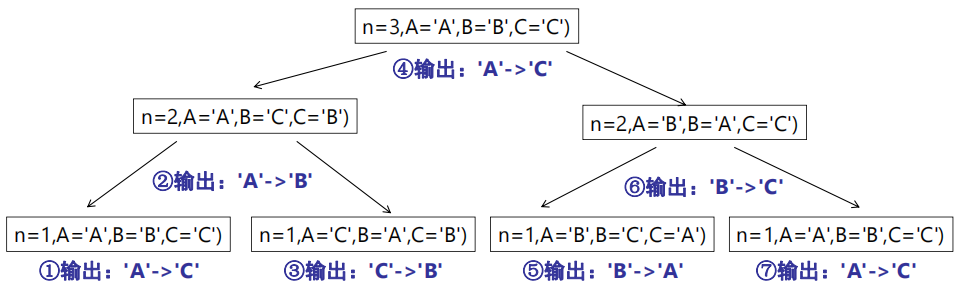 n=3,A='A',B='B',C='C')
④输出：'A'->'C'
n=2,A='A',B='C',C='B')
n=2,A='B',B='A',C='C')
②输出：'A'->'B'
⑥输出：'B'->'C'
n=1,A='A',B='B',C='C')
n=1,A='C',B='A',C='B')
n=1,A='B',B='C',C='A')
n=1,A='A',B='B',C='C')
①输出：'A'->'C'
③输出：'C'->'B'
⑤输出：'B'->'A'
⑦输出：'A'->'C'